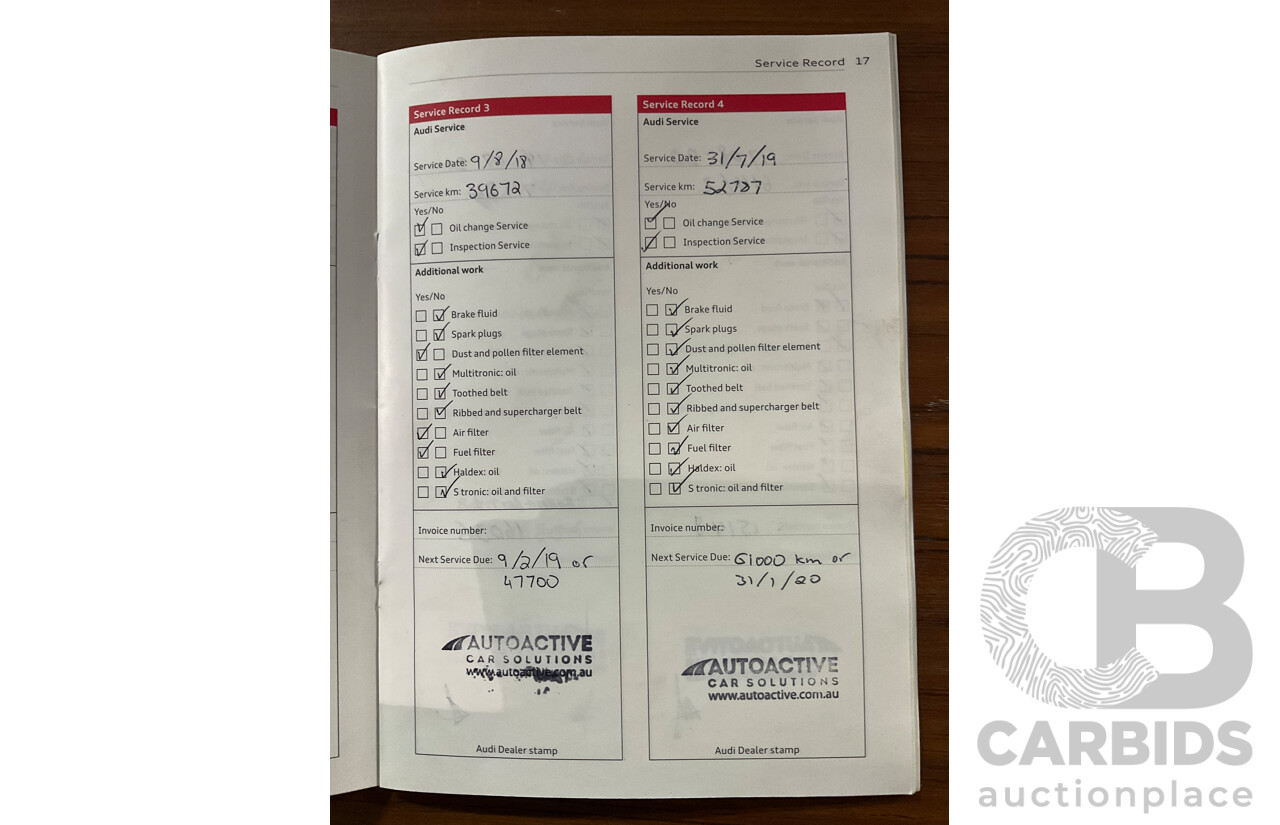 Service Record 17
Service Record 3
Audi Service
Service Date: 9/8/18
Service km: 39672
Yes/No
Oil change Service
Inspection Service
Additional work
Yes/No
Brake fluid
Spark plugs
Dust and pollen filter element
Multitronic: oil
Toothed belt
Ribbed and supercharger belt
Air filter
Fuel filter
Haldex: oil
S tronic: oil and filter
Invoice number:
Next Service Due: 9/2/19 or
47700
AUTOACTIVE
CAR SOLUTIONS
www.autoactive.com.au
Audi Dealer stamp
Service Record 4
Audi Service
Service Date: 31/7/19
Service km: 52787
Yes/No
Oil change Service
Inspection Service
Additional work
Yes/No
Brake fluid
Spark plugs
Dust and pollen filter element
Multitronic: oil
Toothed belt
Ribbed and supercharger belt
Air filter
Fuel filter
Haldex: oil
S tronic: oil and filter
Invoice number:
Next Service Due: 61000 km or
31/1/20
AUTOACTIVE
CAR SOLUTIONS
www.autoactive.com.au
Audi Dealer stamp
CB
CARBIDS
auctionplace